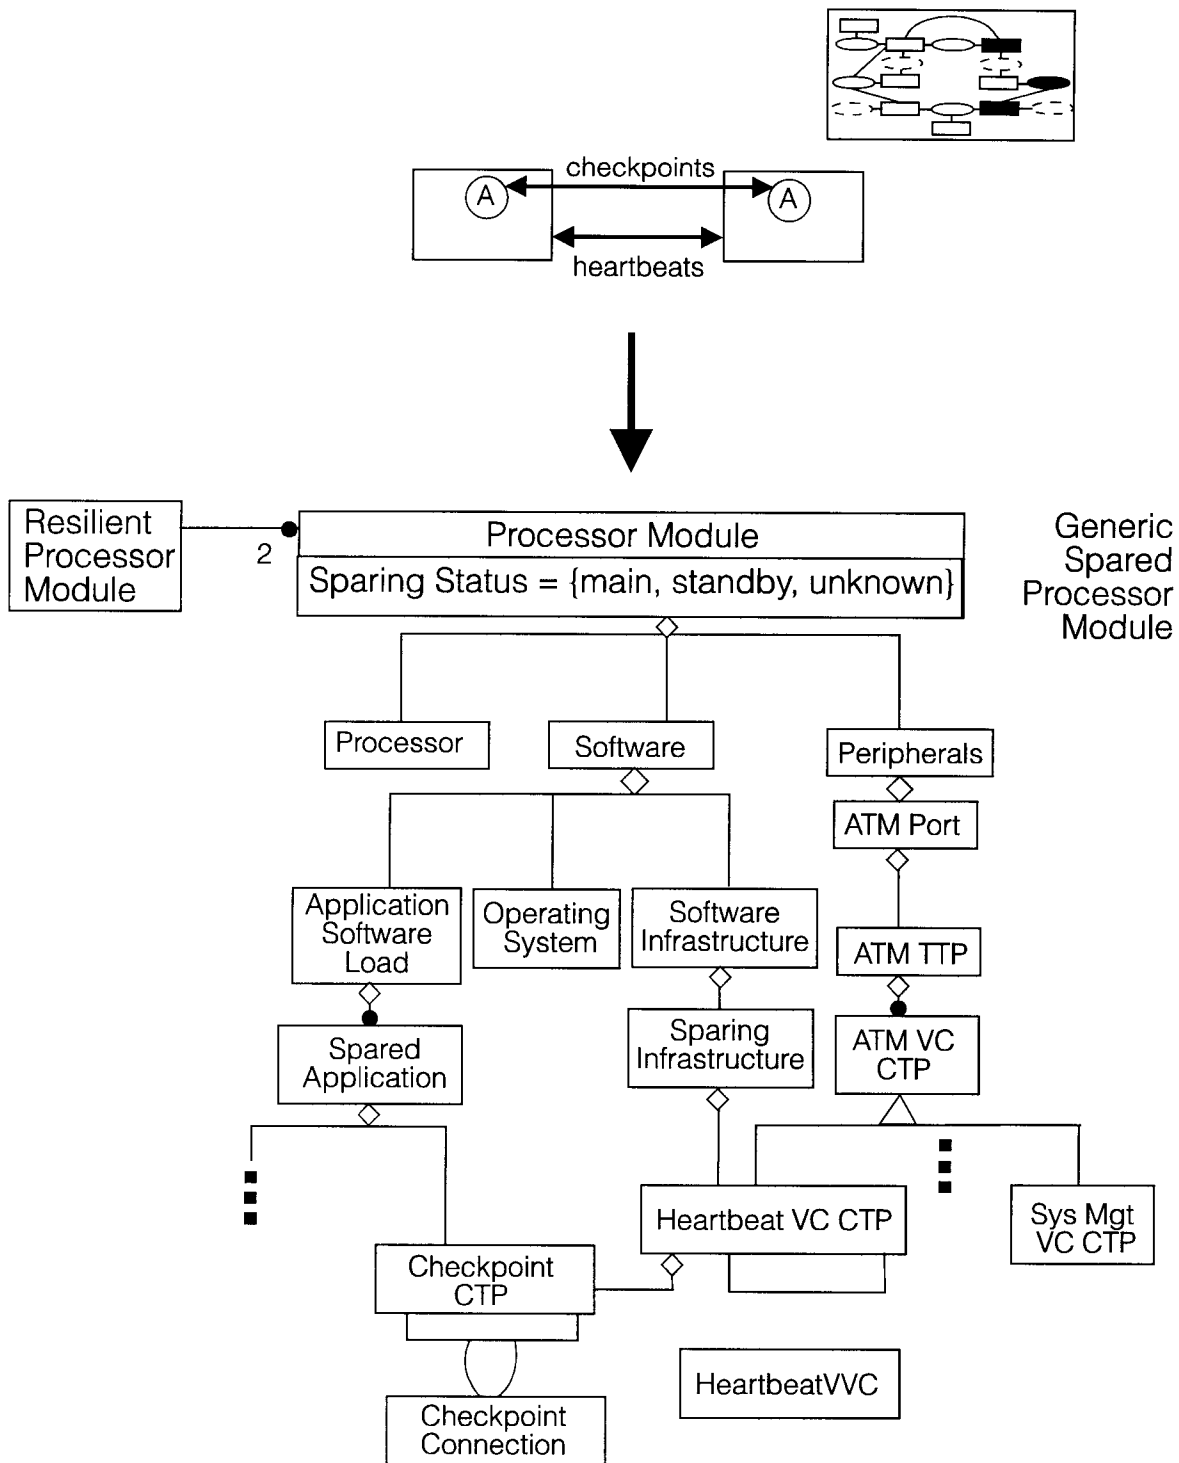 checkpoints
A
A
heartbeats
Resilient
Processor
Module
2
Processor Module
Sparing Status = {main, standby, unknown}
Generic
Spared
Processor
Module
Processor
Software
Peripherals
ATM Port
Application
Software
Load
Operating
System
Software
Infrastructure
ATM TTP
Spared
Application
Sparing
Infrastructure
ATM VC
CTP
Heartbeat VC CTP
Sys Mgt
VC CTP
Checkpoint
CTP
HeartbeatVVC
Checkpoint
Connection